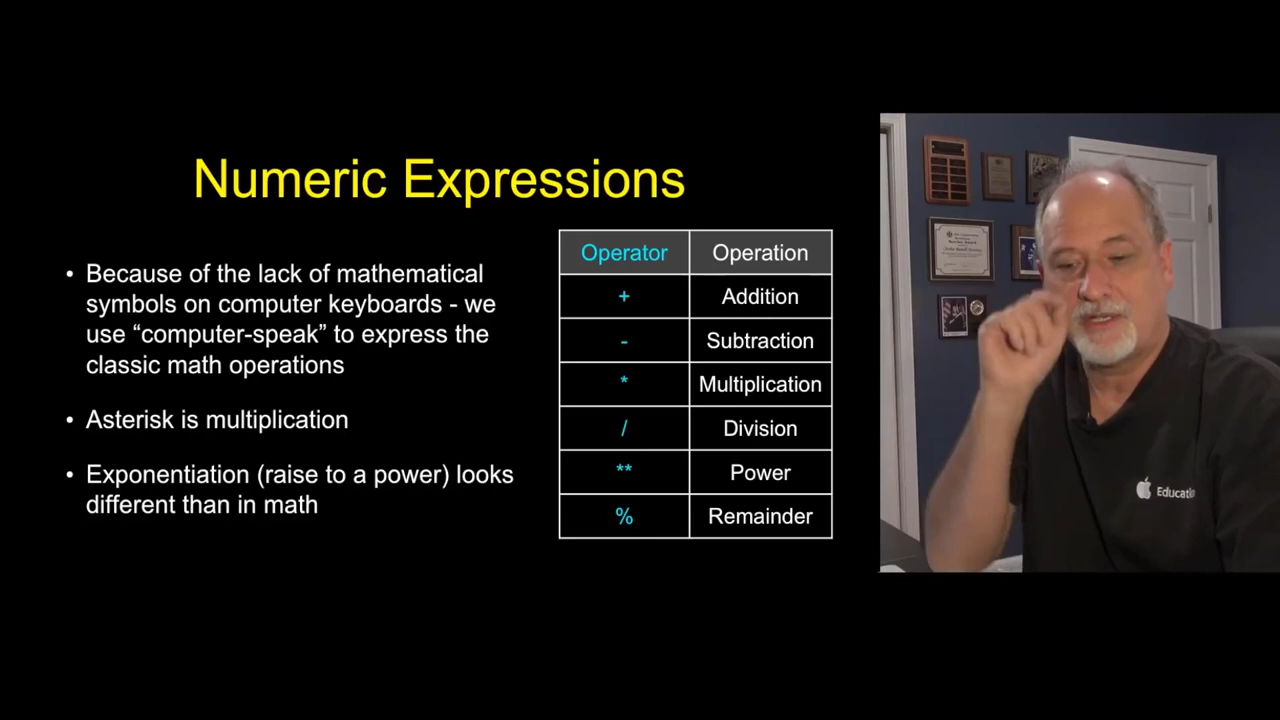 Numeric Expressions
• Because of the lack of mathematical
symbols on computer keyboards - we
use “computer-speak” to express the
classic math operations
• Asterisk is multiplication
• Exponentiation (raise to a power) looks
different than in math
Operator Operation
+ Addition
- Subtraction
* Multiplication
/ Division
** Power
% Remainder